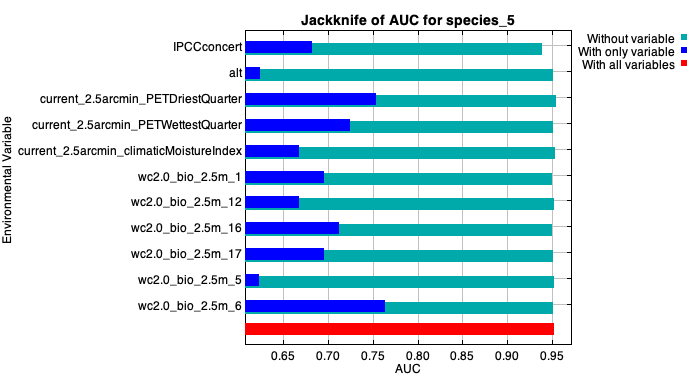 Jackknife of AUC for species_5
Without variable
With only variable
With all variables
Environmental Variable
IPCCconcert
alt
current_2.5arcmin_PETDriestQuarter
current_2.5arcmin_PETWettestQuarter
current_2.5arcmin_climaticMoistureIndex
wc2.0_bio_2.5m_1
wc2.0_bio_2.5m_12
wc2.0_bio_2.5m_16
wc2.0_bio_2.5m_17
wc2.0_bio_2.5m_5
wc2.0_bio_2.5m_6
0.65 0.70 0.75 0.80 0.85 0.90 0.95
AUC